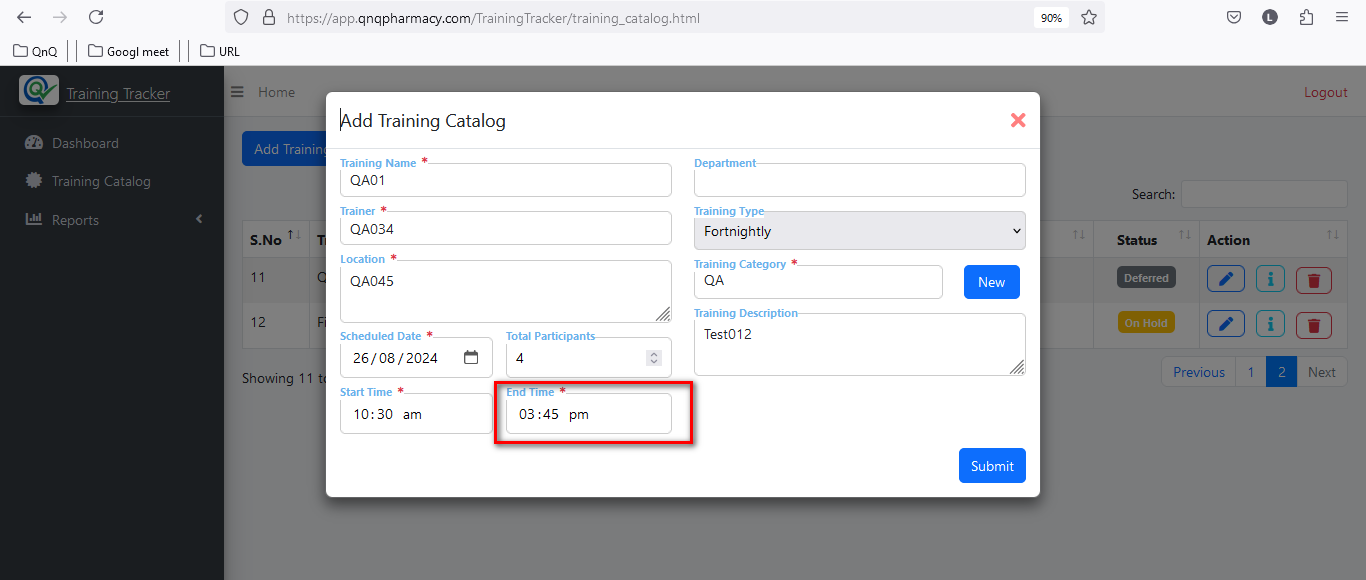 https://app.qnqpharmacy.com/TrainingTracker/training_catalog.html
90%
L
QnQ
Googl meet
URL
Training Tracker
Home
Logout
Dashboard
Training Catalog
Reports
Add Training
Search:
S.No
Status
Action
11
Deferred
12
On Hold
Showing 11 to
Previous
1
2
Next
Add Training Catalog
Training Name *
QA01
Department
Trainer *
QA034
Training Type
Fortnightly
Location *
QA045
Training Category *
QA
New
Training Description
Test012
Scheduled Date *
26/08/2024
Total Participants
4
Start Time *
10:30 am
End Time *
03:45 pm
Submit